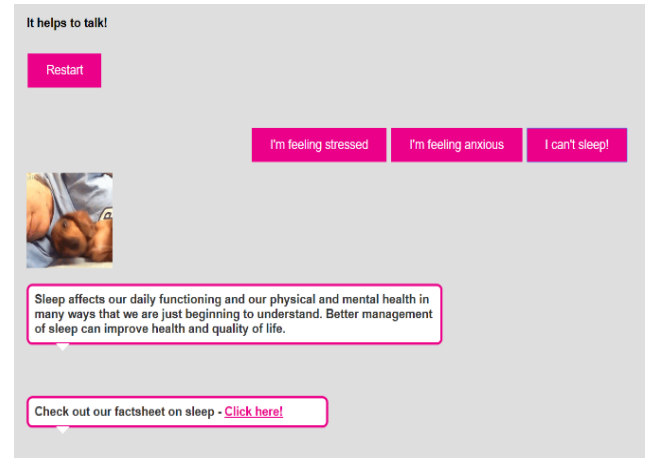 It helps to talk!
Restart
I'm feeling stressed
I'm feeling anxious
I can't sleep!
Sleep affects our daily functioning and our physical and mental health in
many ways that we are just beginning to understand. Better management
of sleep can improve health and quality of life.
Check out our factsheet on sleep - Click here!